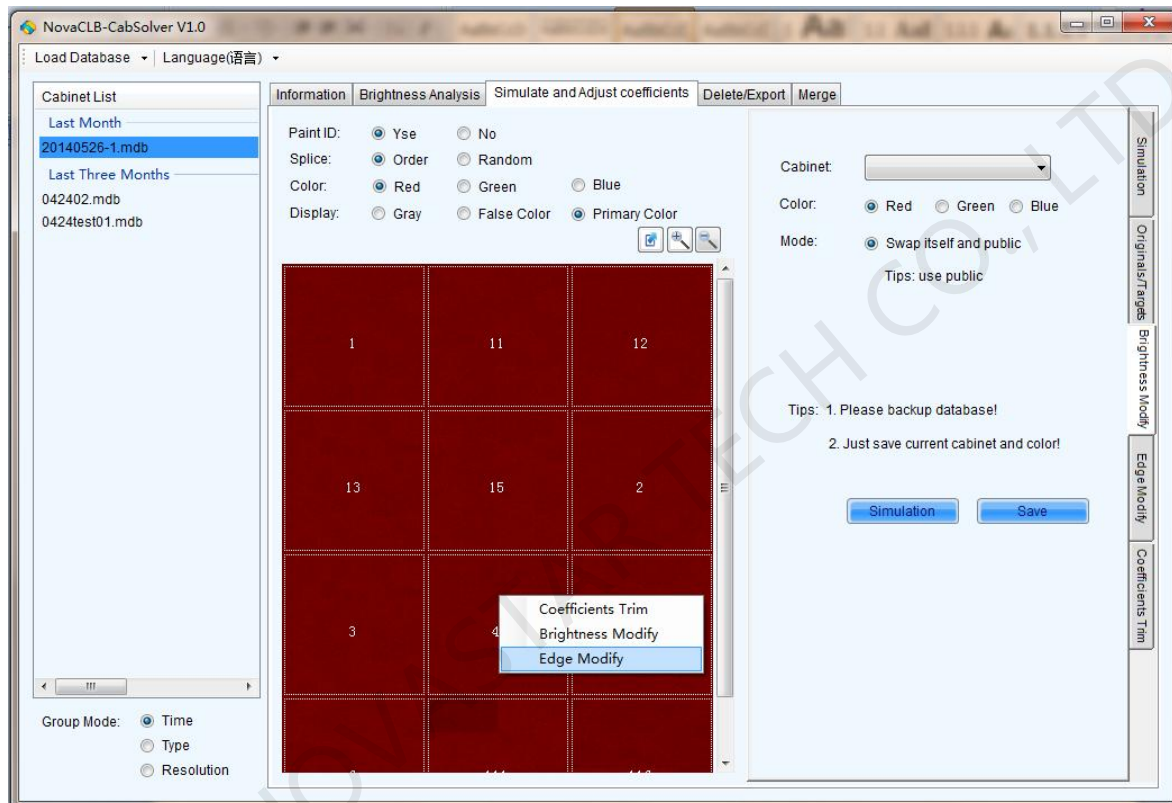 NovaCLB-CabSolver V1.0
Load Database Language(语言)
Cabinet List
Last Month
20140526-1.mdb
Last Three Months
042402.mdb
0424test01.mdb
Group Mode: Time
Type
Resolution
Information Brightness Analysis Simulate and Adjust coefficients Delete/Export Merge
Paint ID: Yse No
Splice: Order Random
Color: Red Green Blue
Display: Gray False Color Primary Color
1 11 12
13 15 2
3 4
Coefficients Trim
Brightness Modify
Edge Modify
Cabinet:
Color: Red Green Blue
Mode: Swap itself and public
Tips: use public
Tips: 1. Please backup database!
2. Just save current cabinet and color!
Simulation Save
Simulation
Originals/Targets
Brightness Modify
Edge Modify
Coefficients Trim
NOVASTAR TECH CO., LTD